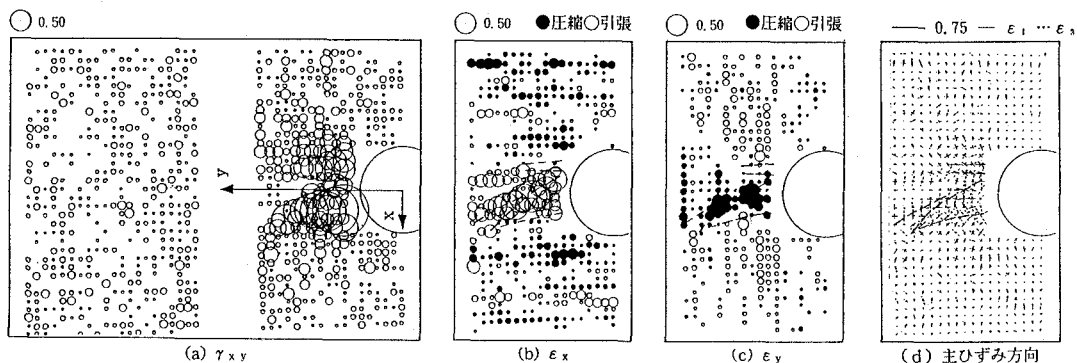 0.50
0.50 ●圧縮○引張
0.50 ●圧縮○引張
0.75 ― ε₁ … ε₃
y
x
(a) γxy
(b) εx
(c) εy
(d) 主ひずみ方向